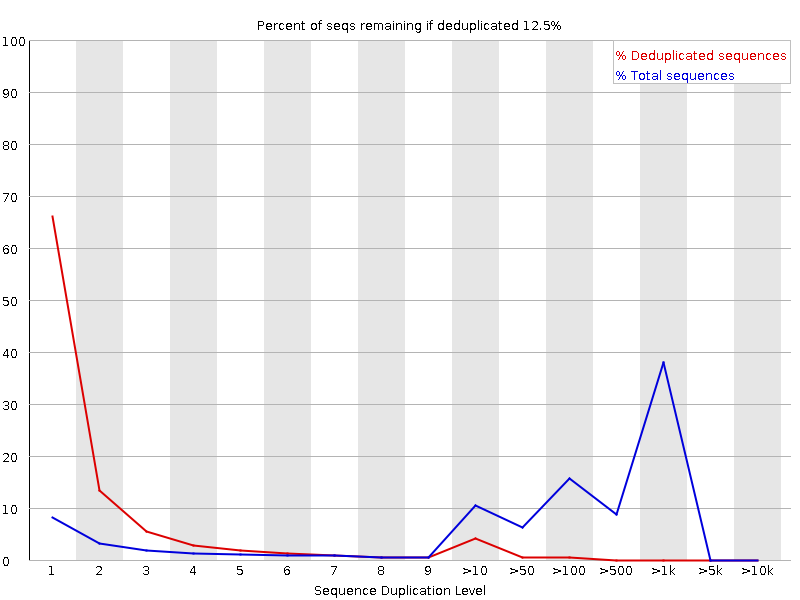 Percent of seqs remaining if deduplicated 12.5%
% Deduplicated sequences
% Total sequences
100
90
80
70
60
50
40
30
20
10
0
1 2 3 4 5 6 7 8 9 >10 >50 >100 >500 >1k >5k >10k
Sequence Duplication Level